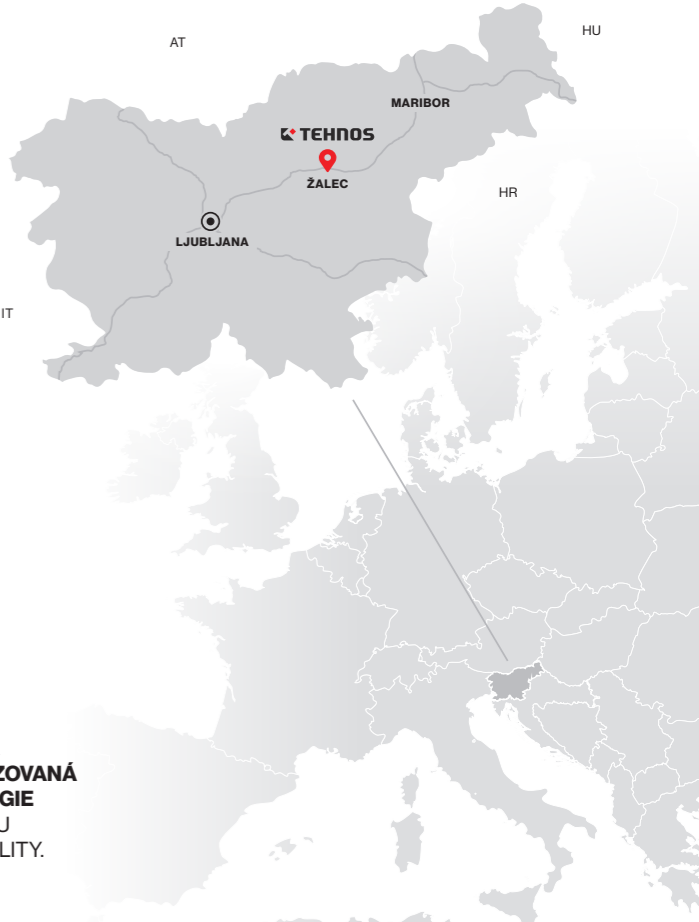 AT
HU
MARIBOR
TEHNOS
ŽALEC
HR
LJUBLJANA
IT
ZOVANÁ
GIE
U
LITY.